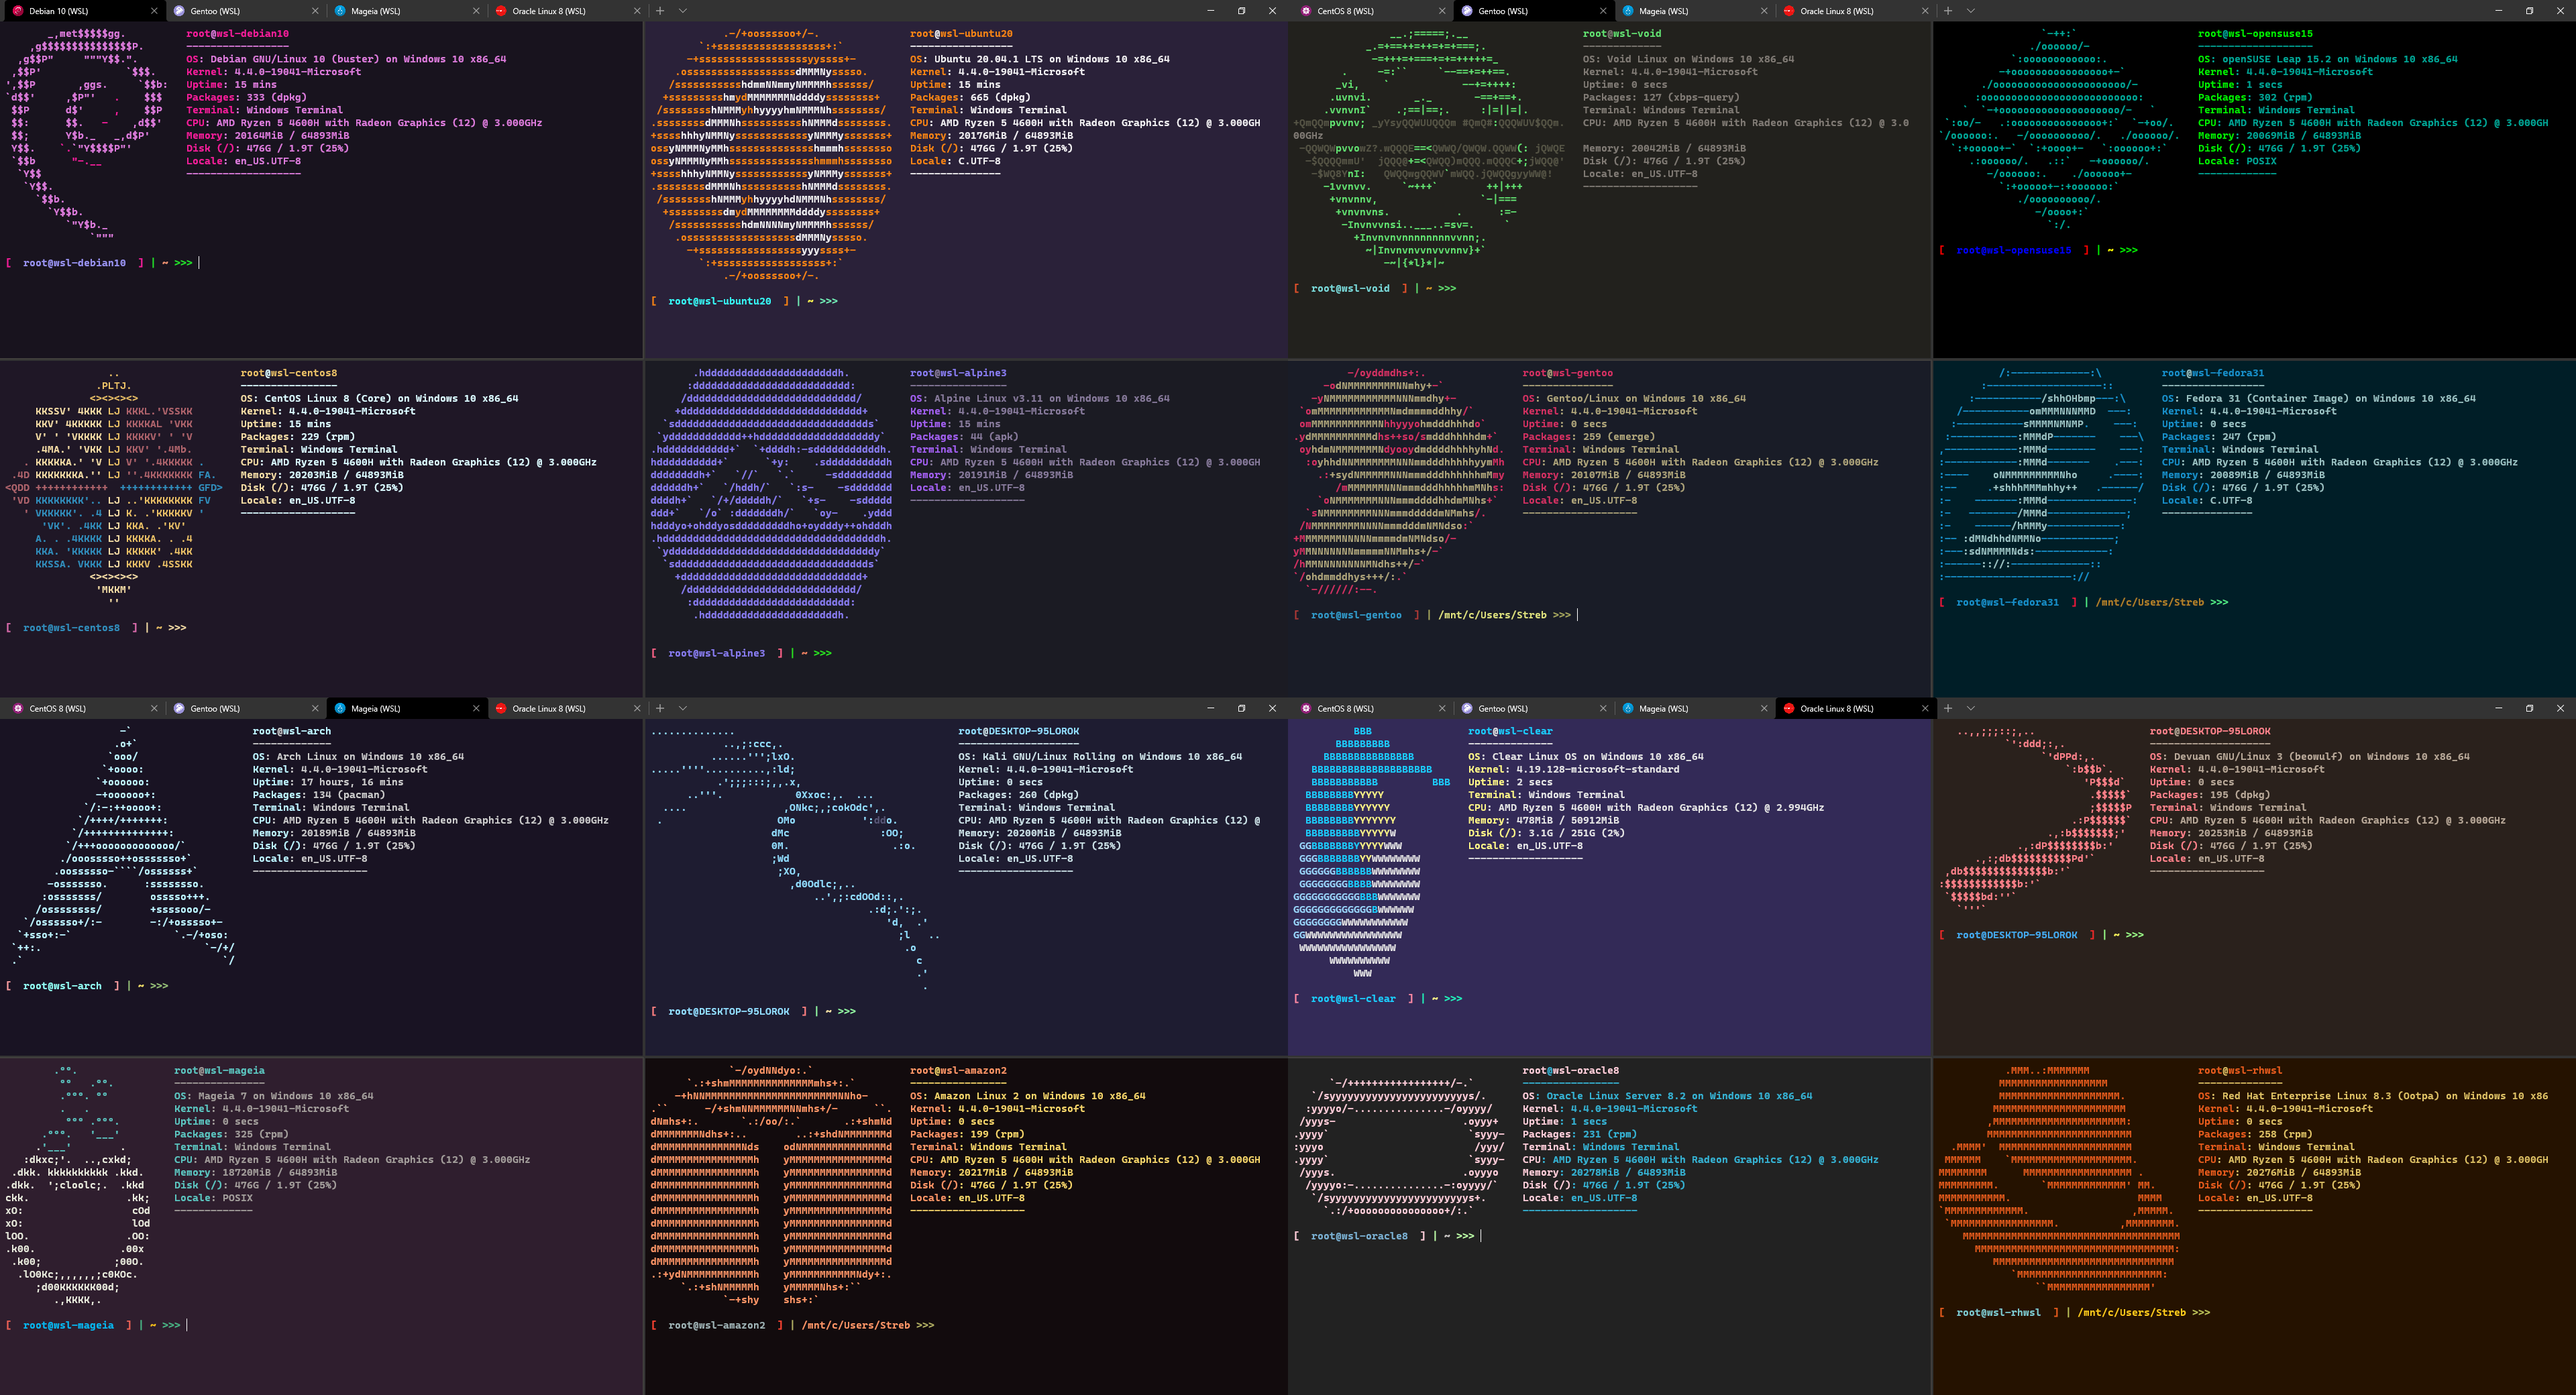 Debian 10 (WSL)
Gentoo (WSL)
Mageia (WSL)
Oracle Linux 8 (WSL)
root@wsl-debian10
-----------------
OS: Debian GNU/Linux 10 (buster) on Windows 10 x86_64
Kernel: 4.4.0-19041-Microsoft
Uptime: 15 mins
Packages: 333 (dpkg)
Terminal: Windows Terminal
CPU: AMD Ryzen 5 4600H with Radeon Graphics (12) @ 3.000GHz
Memory: 20164MiB / 64893MiB
Disk (/): 476G / 1.9T (25%)
Locale: en_US.UTF-8
-------------------
[  root@wsl-debian10  ] | ~ >>>
root@wsl-ubuntu20
-----------------
OS: Ubuntu 20.04.1 LTS on Windows 10 x86_64
Kernel: 4.4.0-19041-Microsoft
Uptime: 15 mins
Packages: 665 (dpkg)
Terminal: Windows Terminal
CPU: AMD Ryzen 5 4600H with Radeon Graphics (12) @ 3.000GH
Memory: 20176MiB / 64893MiB
Disk (/): 476G / 1.9T (25%)
Locale: C.UTF-8
---------------
[  root@wsl-ubuntu20  ] | ~ >>>
CentOS 8 (WSL)
Gentoo (WSL)
Mageia (WSL)
Oracle Linux 8 (WSL)
root@wsl-void
-------------
OS: Void Linux on Windows 10 x86_64
Kernel: 4.4.0-19041-Microsoft
Uptime: 0 secs
Packages: 127 (xbps-query)
Terminal: Windows Terminal
CPU: AMD Ryzen 5 4600H with Radeon Graphics (12) @ 3.0
00GHz
Memory: 20042MiB / 64893MiB
Disk (/): 476G / 1.9T (25%)
Locale: en_US.UTF-8
-------------------
[  root@wsl-void  ] | ~ >>>
root@wsl-opensuse15
-------------------
OS: openSUSE Leap 15.2 on Windows 10 x86_64
Kernel: 4.4.0-19041-Microsoft
Uptime: 1 secs
Packages: 302 (rpm)
Terminal: Windows Terminal
CPU: AMD Ryzen 5 4600H with Radeon Graphics (12) @ 3.000GH
Memory: 20069MiB / 64893MiB
Disk (/): 476G / 1.9T (25%)
Locale: POSIX
-------------
[  root@wsl-opensuse15  ] | ~ >>>
root@wsl-centos8
----------------
OS: CentOS Linux 8 (Core) on Windows 10 x86_64
Kernel: 4.4.0-19041-Microsoft
Uptime: 15 mins
Packages: 229 (rpm)
Terminal: Windows Terminal
CPU: AMD Ryzen 5 4600H with Radeon Graphics (12) @ 3.000GHz
Memory: 20203MiB / 64893MiB
Disk (/): 476G / 1.9T (25%)
Locale: en_US.UTF-8
-------------------
[  root@wsl-centos8  ] | ~ >>>
root@wsl-alpine3
----------------
OS: Alpine Linux v3.11 on Windows 10 x86_64
Kernel: 4.4.0-19041-Microsoft
Uptime: 15 mins
Packages: 44 (apk)
Terminal: Windows Terminal
CPU: AMD Ryzen 5 4600H with Radeon Graphics (12) @ 3.000GH
Memory: 20191MiB / 64893MiB
Disk (/): 476G / 1.9T (25%)
Locale: en_US.UTF-8
-------------------
[  root@wsl-alpine3  ] | ~ >>>
root@wsl-gentoo
---------------
OS: Gentoo/Linux on Windows 10 x86_64
Kernel: 4.4.0-19041-Microsoft
Uptime: 0 secs
Packages: 259 (emerge)
Terminal: Windows Terminal
CPU: AMD Ryzen 5 4600H with Radeon Graphics (12) @ 3.000GHz
Memory: 20107MiB / 64893MiB
Disk (/): 476G / 1.9T (25%)
Locale: en_US.UTF-8
-------------------
[  root@wsl-gentoo  ] | /mnt/c/Users/Streb >>>
root@wsl-fedora31
-----------------
OS: Fedora 31 (Container Image) on Windows 10 x86_64
Kernel: 4.4.0-19041-Microsoft
Uptime: 0 secs
Packages: 247 (rpm)
Terminal: Windows Terminal
CPU: AMD Ryzen 5 4600H with Radeon Graphics (12) @ 3.000GHz
Memory: 20089MiB / 64893MiB
Disk (/): 476G / 1.9T (25%)
Locale: C.UTF-8
---------------
[  root@wsl-fedora31  ] | /mnt/c/Users/Streb >>>
CentOS 8 (WSL)
Gentoo (WSL)
Mageia (WSL)
Oracle Linux 8 (WSL)
root@wsl-arch
-------------
OS: Arch Linux on Windows 10 x86_64
Kernel: 4.4.0-19041-Microsoft
Uptime: 17 hours, 16 mins
Packages: 134 (pacman)
Terminal: Windows Terminal
CPU: AMD Ryzen 5 4600H with Radeon Graphics (12) @ 3.000GHz
Memory: 20189MiB / 64893MiB
Disk (/): 476G / 1.9T (25%)
Locale: en_US.UTF-8
-------------------
[  root@wsl-arch  ] | ~ >>>
root@DESKTOP-95LOROK
--------------------
OS: Kali GNU/Linux Rolling on Windows 10 x86_64
Kernel: 4.4.0-19041-Microsoft
Uptime: 0 secs
Packages: 260 (dpkg)
Terminal: Windows Terminal
CPU: AMD Ryzen 5 4600H with Radeon Graphics (12) @
Memory: 20200MiB / 64893MiB
Disk (/): 476G / 1.9T (25%)
Locale: en_US.UTF-8
-------------------
[  root@DESKTOP-95LOROK  ] | ~ >>>
CentOS 8 (WSL)
Gentoo (WSL)
Mageia (WSL)
Oracle Linux 8 (WSL)
root@wsl-clear
--------------
OS: Clear Linux OS on Windows 10 x86_64
Kernel: 4.19.128-microsoft-standard
Uptime: 2 secs
Terminal: Windows Terminal
CPU: AMD Ryzen 5 4600H with Radeon Graphics (12) @ 2.994GHz
Memory: 478MiB / 50912MiB
Disk (/): 3.1G / 251G (2%)
Locale: en_US.UTF-8
-------------------
[  root@wsl-clear  ] | ~ >>>
root@DESKTOP-95LOROK
--------------------
OS: Devuan GNU/Linux 3 (beowulf) on Windows 10 x86_64
Kernel: 4.4.0-19041-Microsoft
Uptime: 0 secs
Packages: 195 (dpkg)
Terminal: Windows Terminal
CPU: AMD Ryzen 5 4600H with Radeon Graphics (12) @ 3.000GHz
Memory: 20253MiB / 64893MiB
Disk (/): 476G / 1.9T (25%)
Locale: en_US.UTF-8
-------------------
[  root@DESKTOP-95LOROK  ] | ~ >>>
root@wsl-mageia
---------------
OS: Mageia 7 on Windows 10 x86_64
Kernel: 4.4.0-19041-Microsoft
Uptime: 0 secs
Packages: 325 (rpm)
Terminal: Windows Terminal
CPU: AMD Ryzen 5 4600H with Radeon Graphics (12) @ 3.000GHz
Memory: 18720MiB / 64893MiB
Disk (/): 476G / 1.9T (25%)
Locale: POSIX
-------------
[  root@wsl-mageia  ] | ~ >>>
root@wsl-amazon2
----------------
OS: Amazon Linux 2 on Windows 10 x86_64
Kernel: 4.4.0-19041-Microsoft
Uptime: 0 secs
Packages: 199 (rpm)
Terminal: Windows Terminal
CPU: AMD Ryzen 5 4600H with Radeon Graphics (12) @ 3.000GH
Memory: 20217MiB / 64893MiB
Disk (/): 476G / 1.9T (25%)
Locale: en_US.UTF-8
-------------------
[  root@wsl-amazon2  ] | /mnt/c/Users/Streb >>>
root@wsl-oracle8
----------------
OS: Oracle Linux Server 8.2 on Windows 10 x86_64
Kernel: 4.4.0-19041-Microsoft
Uptime: 1 secs
Packages: 231 (rpm)
Terminal: Windows Terminal
CPU: AMD Ryzen 5 4600H with Radeon Graphics (12) @ 3.000GHz
Memory: 20278MiB / 64893MiB
Disk (/): 476G / 1.9T (25%)
Locale: en_US.UTF-8
-------------------
[  root@wsl-oracle8  ] | ~ >>>
root@wsl-rhwsl
--------------
OS: Red Hat Enterprise Linux 8.3 (Ootpa) on Windows 10 x86
Kernel: 4.4.0-19041-Microsoft
Uptime: 0 secs
Packages: 258 (rpm)
Terminal: Windows Terminal
CPU: AMD Ryzen 5 4600H with Radeon Graphics (12) @ 3.000GH
Memory: 20276MiB / 64893MiB
Disk (/): 476G / 1.9T (25%)
Locale: en_US.UTF-8
-------------------
[  root@wsl-rhwsl  ] | /mnt/c/Users/Streb >>>